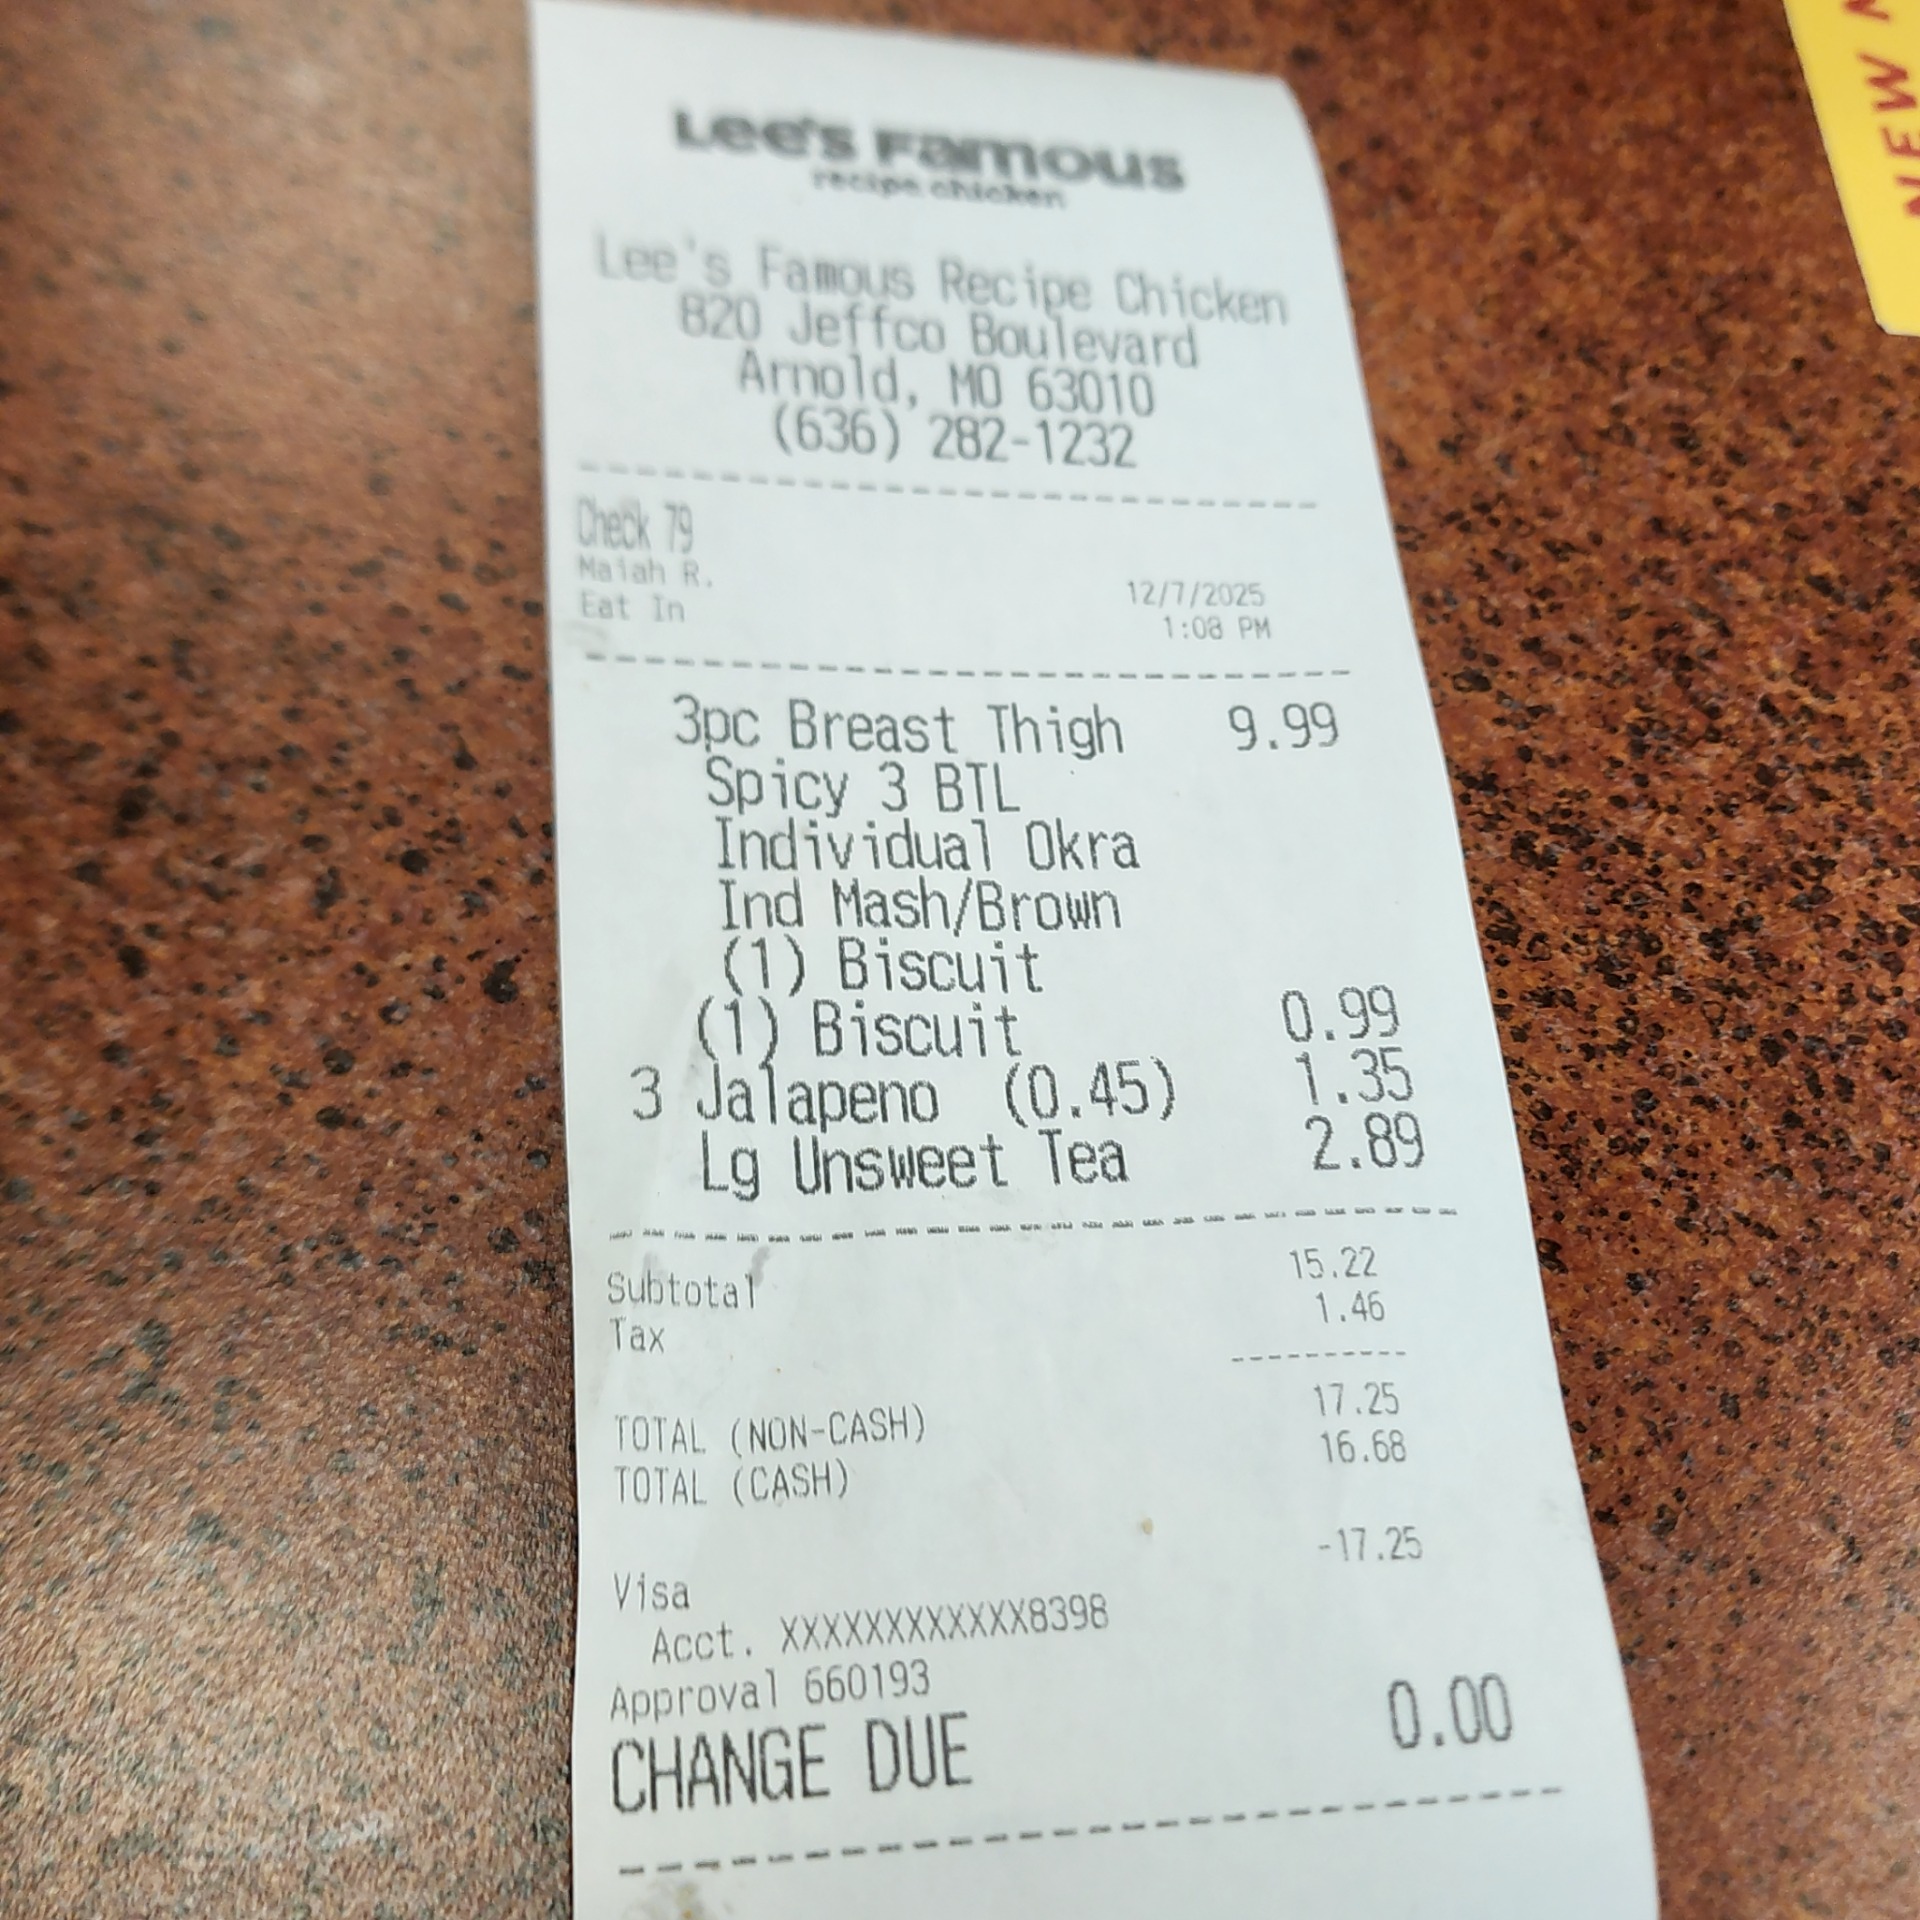 Lee's Famous
recipe chicken
Lee's Famous Recipe Chicken
820 Jeffco Boulevard
Arnold, MO 63010
(636) 282-1232
Check 79
Maiah R.
Eat In
12/7/2025
1:08 PM
3pc Breast Thigh 9.99
Spicy 3 BTL
Individual Okra
Ind Mash/Brown
(1) Biscuit
(1) Biscuit 0.99
3 Jalapeno (0.45) 1.35
Lg Unsweet Tea 2.89
Subtotal 15.22
Tax 1.46
TOTAL (NON-CASH) 17.25
TOTAL (CASH) 16.68
Visa -17.25
Acct. XXXXXXXXXXXX8398
Approval 660193
CHANGE DUE 0.00
NEW